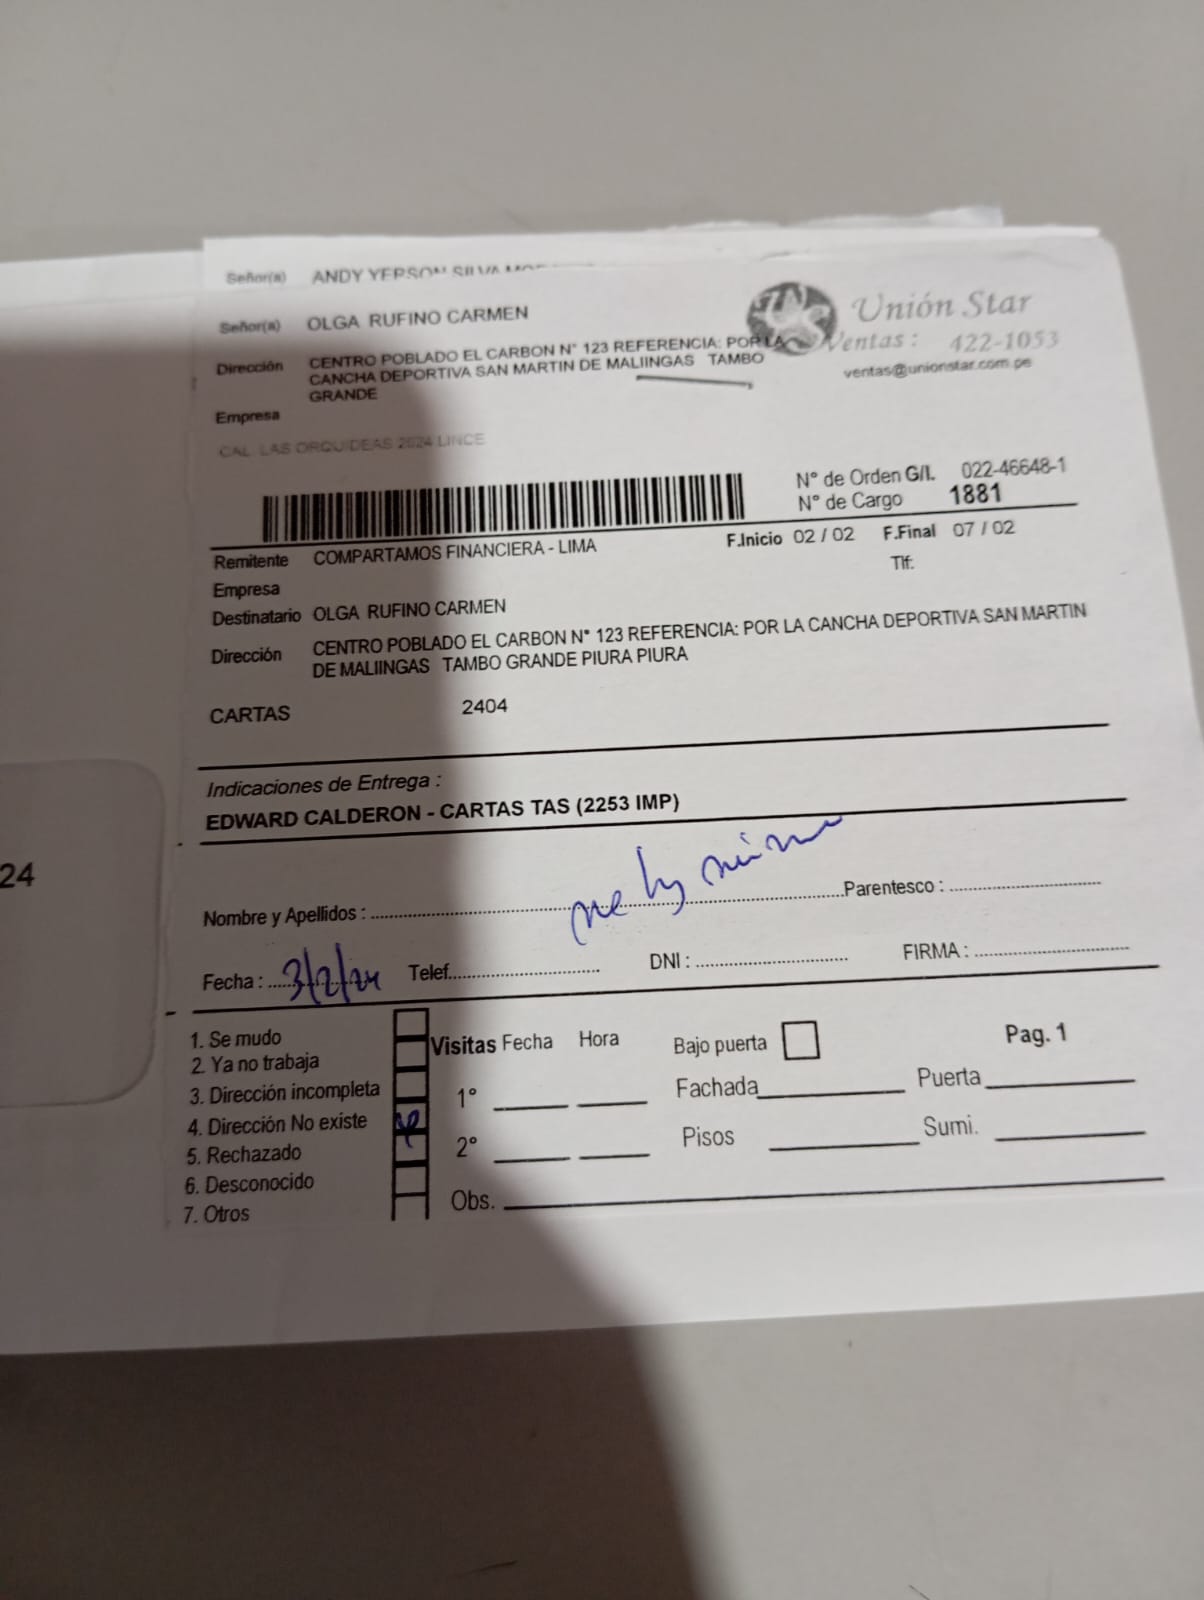 Señor(a) ANDY YERSON SILVA
Señor(a) OLGA RUFINO CARMEN
Unión Star
Ventas : 422-1053
ventas@unionstar.com.pe
Dirección CENTRO POBLADO EL CARBON N° 123 REFERENCIA: POR LA
CANCHA DEPORTIVA SAN MARTIN DE MALIINGAS TAMBO
GRANDE
Empresa
CAL. LAS ORQUIDEAS 2624 LINCE
N° de Orden G/I. 022-46648-1
N° de Cargo 1881
Remitente COMPARTAMOS FINANCIERA - LIMA F.Inicio 02 / 02 F.Final 07 / 02
Empresa Tlf:
Destinatario OLGA RUFINO CARMEN
Dirección CENTRO POBLADO EL CARBON N° 123 REFERENCIA: POR LA CANCHA DEPORTIVA SAN MARTIN
DE MALIINGAS TAMBO GRANDE PIURA PIURA
CARTAS 2404
Indicaciones de Entrega :
EDWARD CALDERON - CARTAS TAS (2253 IMP)
24
Nombre y Apellidos : Parentesco :
Fecha : 3/2/24 Telef. DNI : FIRMA :
1. Se mudo
2. Ya no trabaja
3. Dirección incompleta
4. Dirección No existe
5. Rechazado
6. Desconocido
7. Otros
Visitas Fecha Hora Bajo puerta Pag. 1
1° Fachada Puerta
2° Pisos Sumi.
Obs.